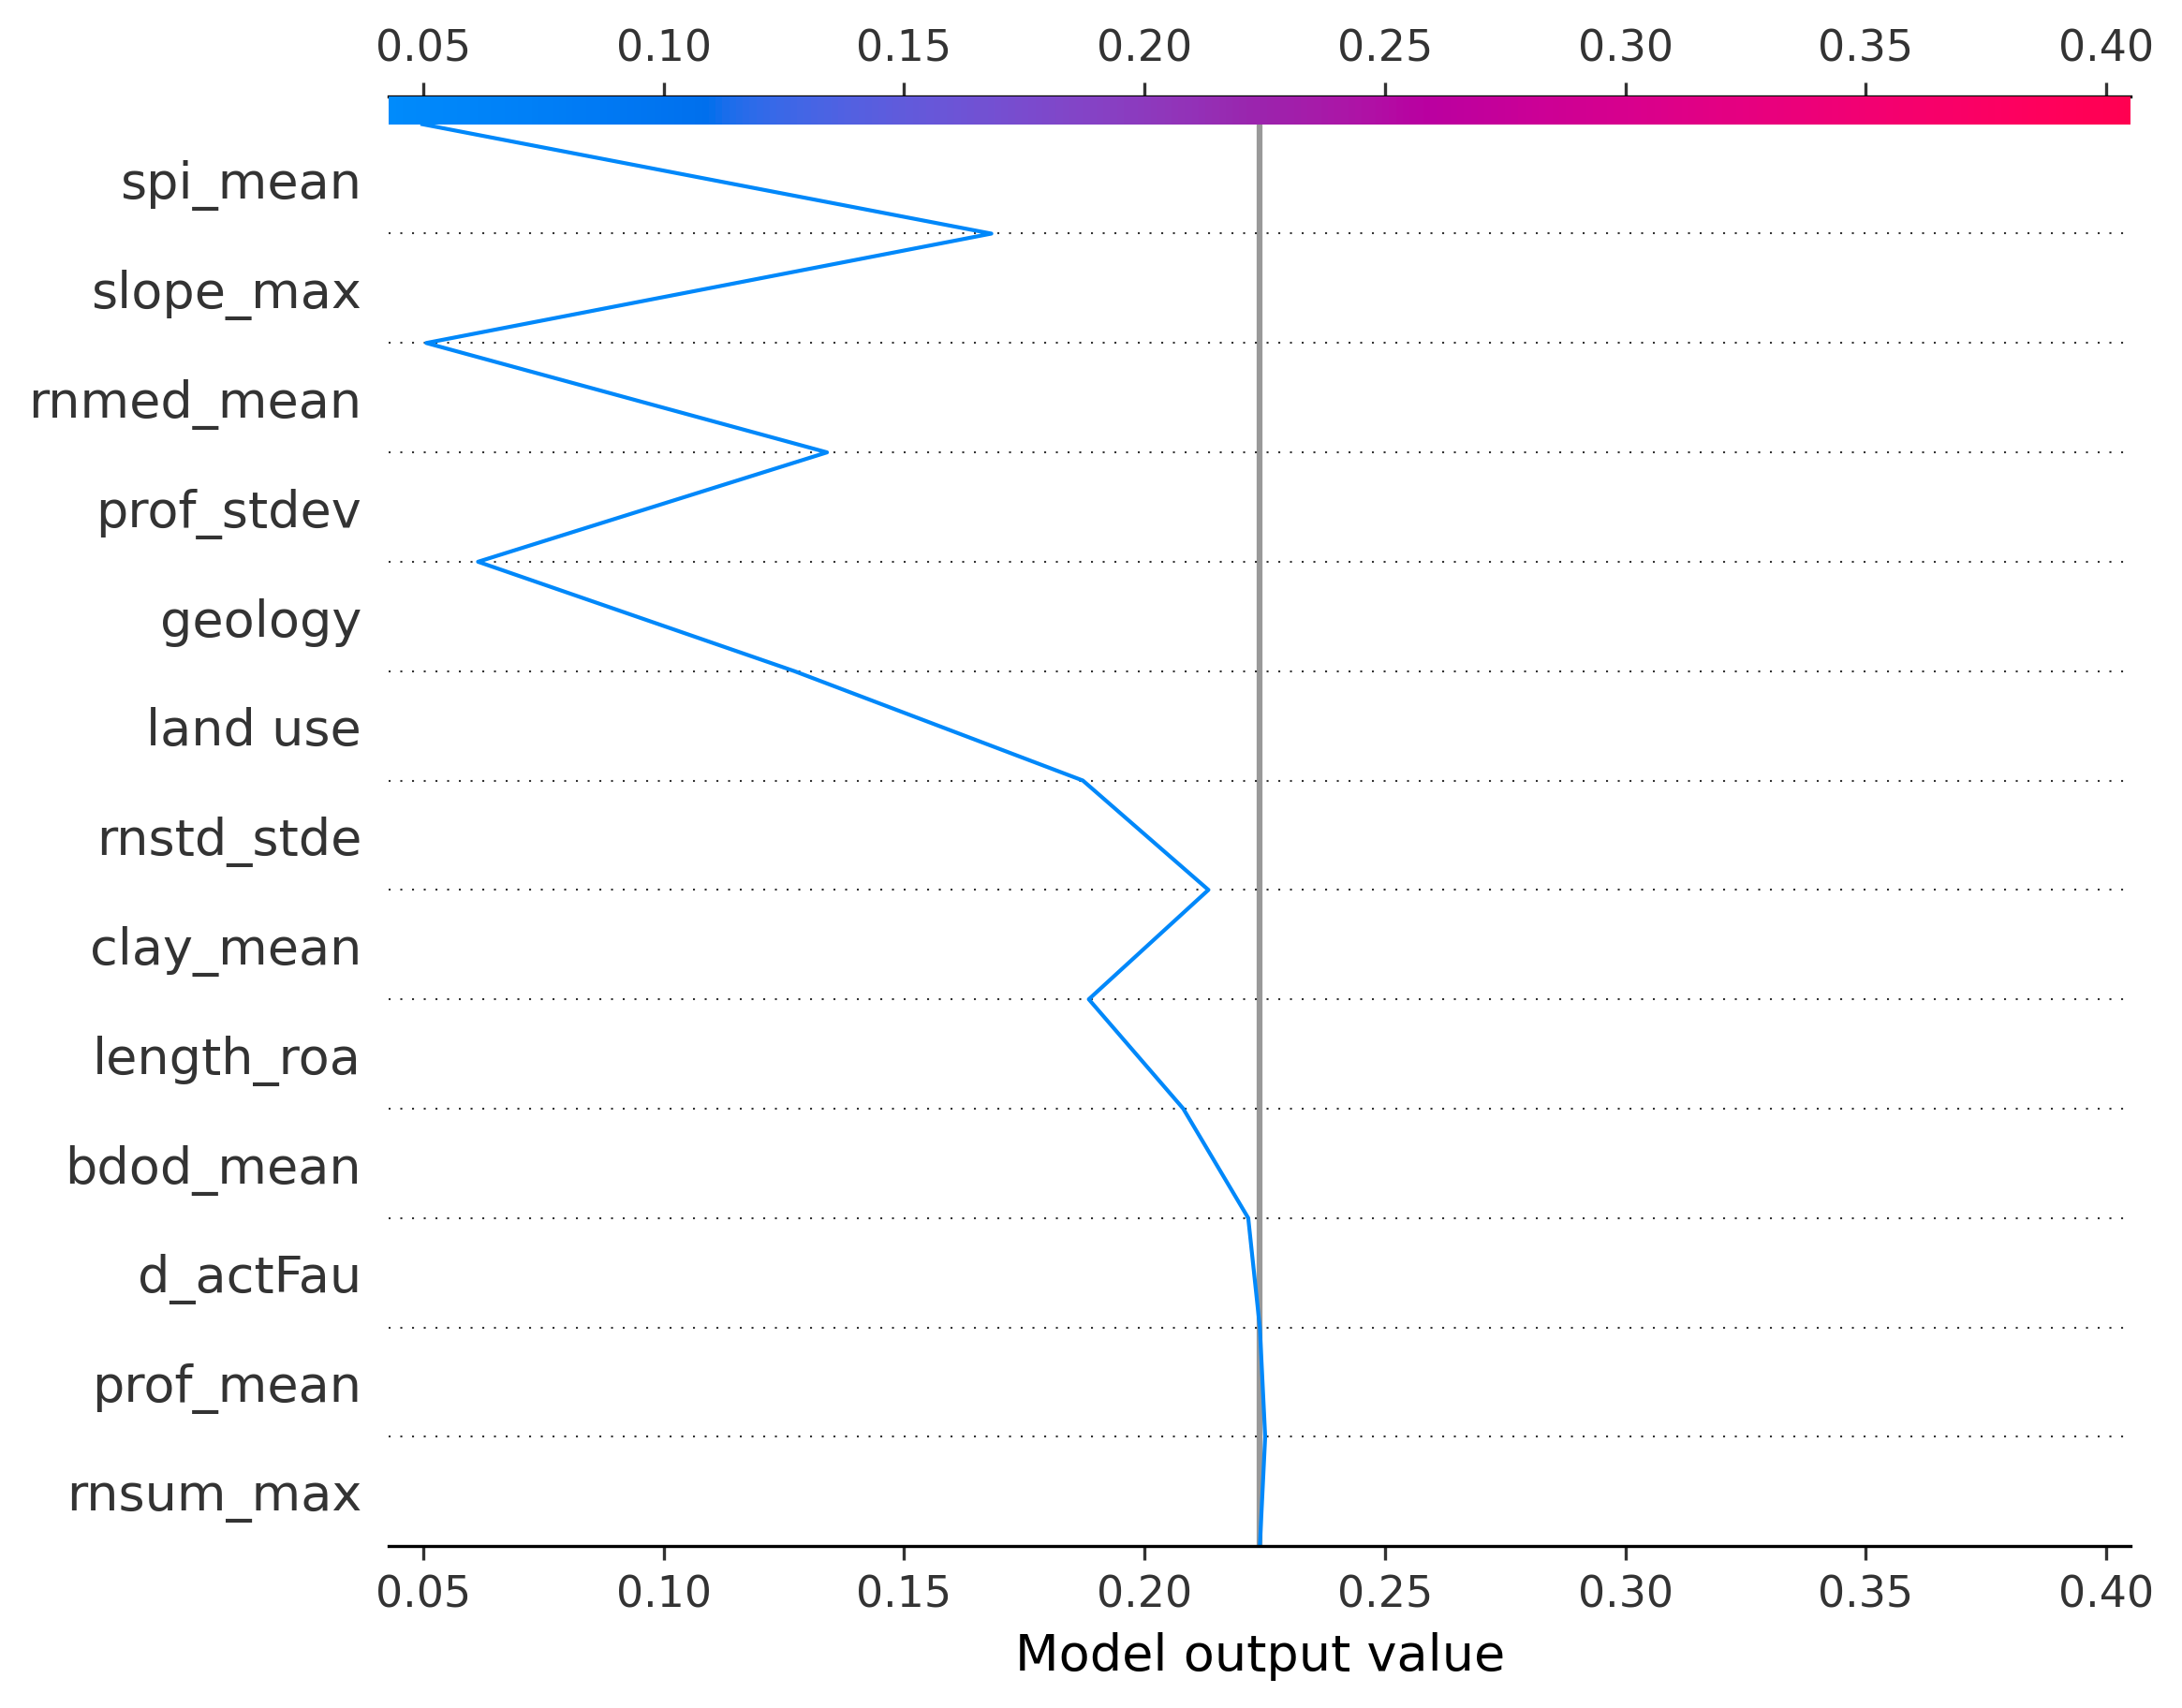 0.05 0.10 0.15 0.20 0.25 0.30 0.35 0.40
spi_mean
slope_max
rnmed_mean
prof_stdev
geology
land use
rnstd_stde
clay_mean
length_roa
bdod_mean
d_actFau
prof_mean
rnsum_max
0.05 0.10 0.15 0.20 0.25 0.30 0.35 0.40
Model output value